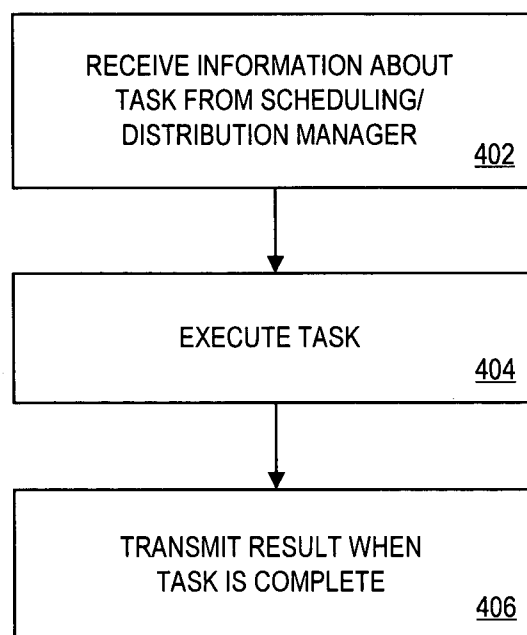 RECEIVE INFORMATION ABOUT
TASK FROM SCHEDULING/
DISTRIBUTION MANAGER
402
EXECUTE TASK
404
TRANSMIT RESULT WHEN
TASK IS COMPLETE
406